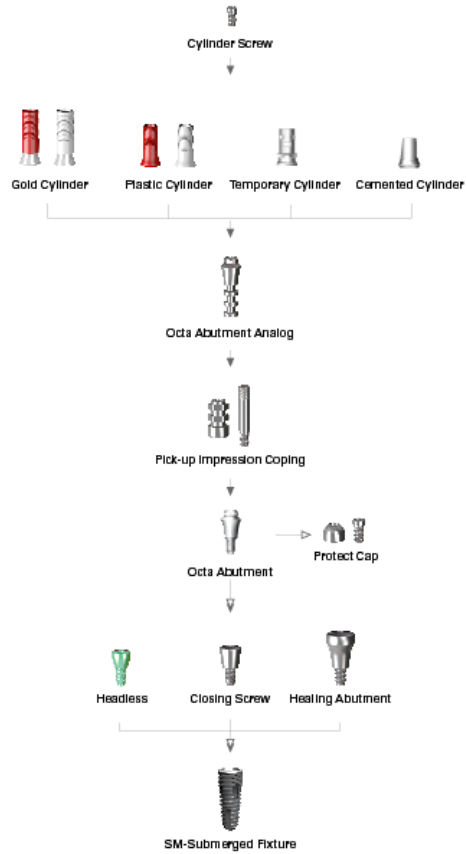 Cylinder Screw
Gold Cylinder Plastic Cylinder Temporary Cylinder Cemented Cylinder
Octa Abutment Analog
Pick-up Impression Coping
Octa Abutment Protect Cap
Headless Closing Screw Healing Abutment
SM-Submerged Fixture